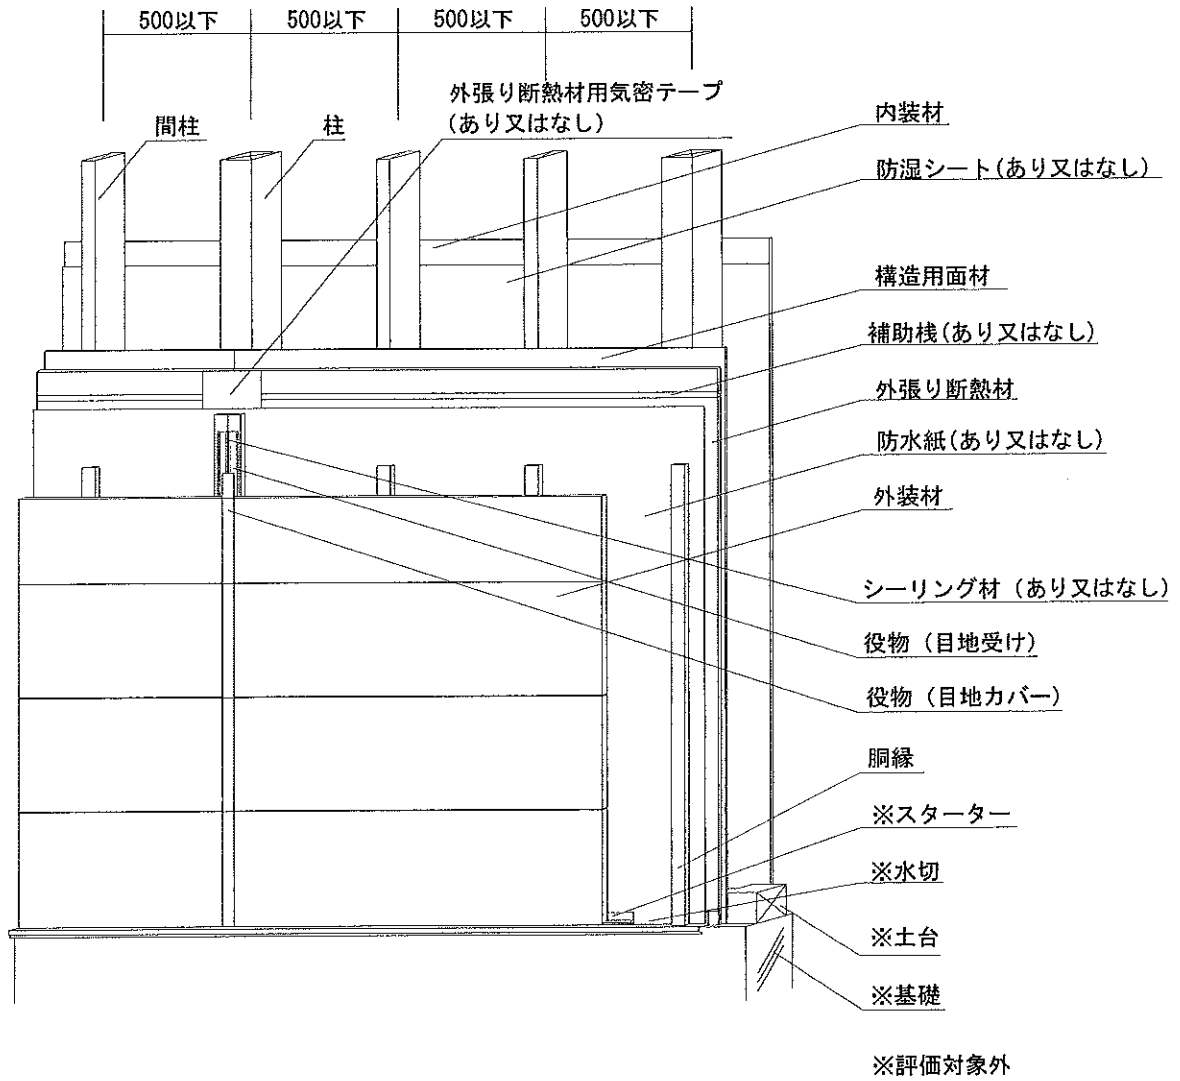 500以下
500以下
500以下
500以下
外張り断熱材用気密テープ
(あり又はなし)
間柱
柱
内装材
防湿シート(あり又はなし)
構造用面材
補助桟(あり又はなし)
外張り断熱材
防水紙(あり又はなし)
外装材
シーリング材 (あり又はなし)
役物 (目地受け)
役物 (目地カバー)
胴縁
※スターター
※水切
※土台
※基礎
※評価対象外